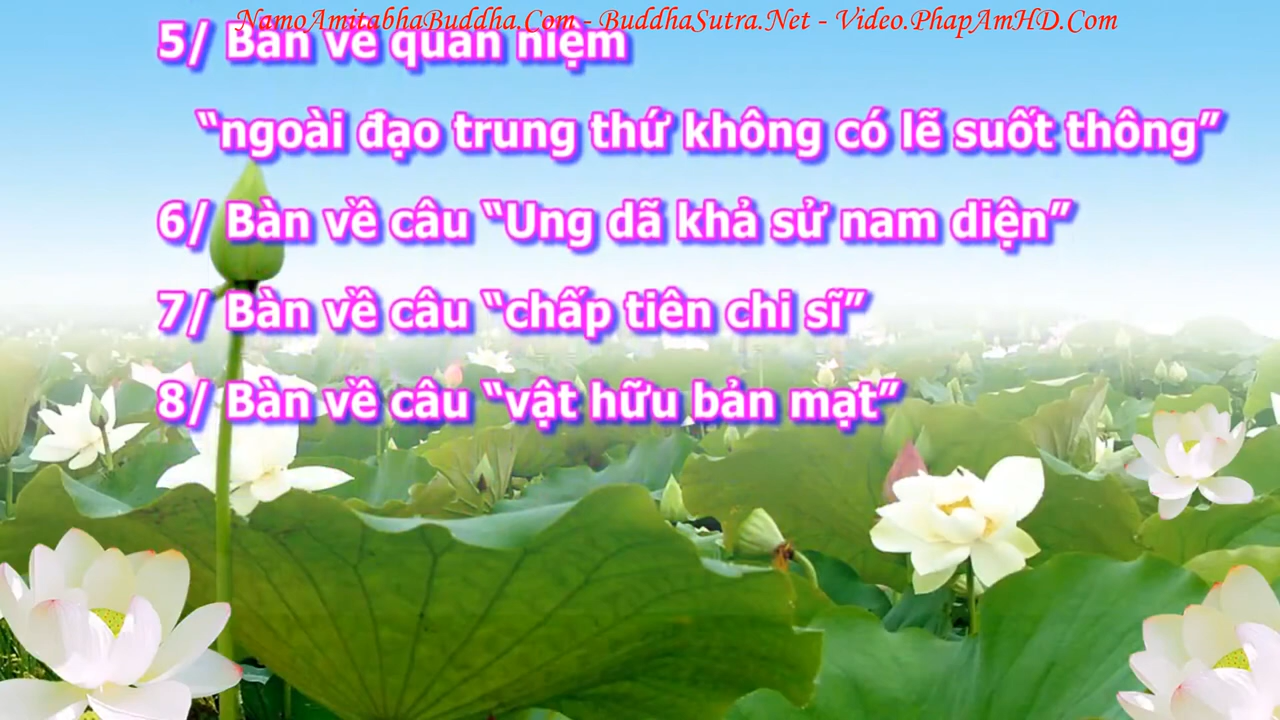 NamoAmitabhaBuddha.Com - BuddhaSutra.Net - Video.PhapAmHD.Com
5/ Bàn về quan niệm
“ngoài đạo trung thứ không có lẽ suốt thông”
6/ Bàn về câu “Ung dã khả sử nam diện”
7/ Bàn về câu “chấp tiên chi sĩ”
8/ Bàn về câu “vật hữu bản mạt”